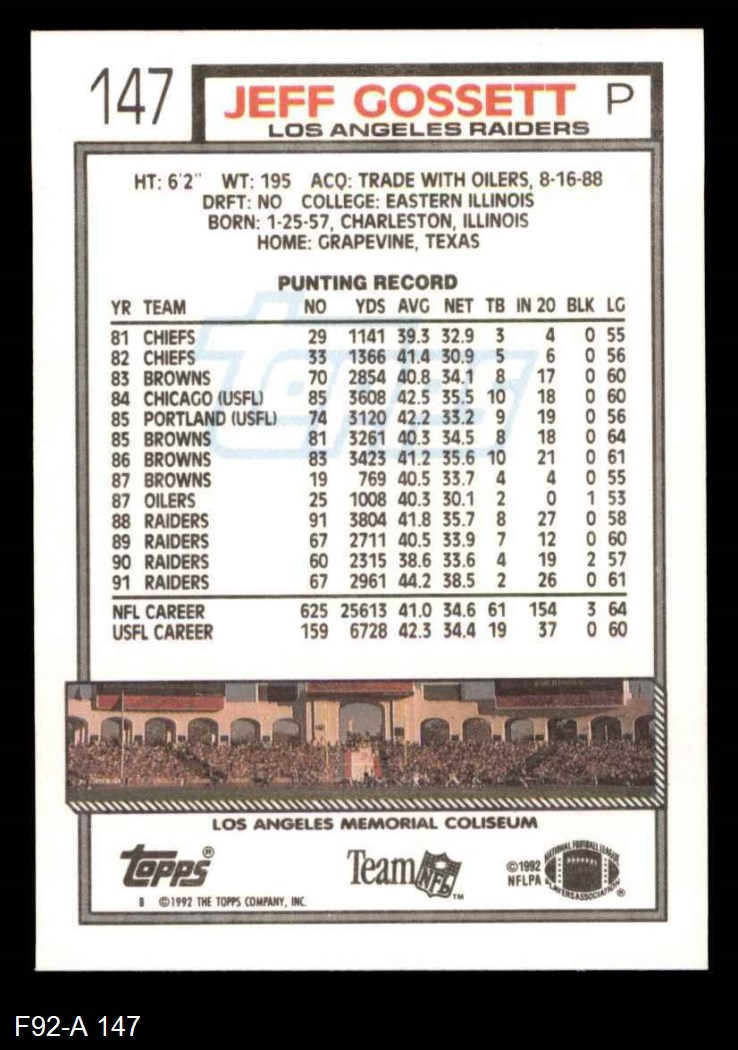 147
JEFF GOSSETT P
LOS ANGELES RAIDERS
HT: 6'2" WT: 195 ACQ: TRADE WITH OILERS, 8-16-88
DRFT: NO COLLEGE: EASTERN ILLINOIS
BORN: 1-25-57, CHARLESTON, ILLINOIS
HOME: GRAPEVINE, TEXAS
PUNTING RECORD
YR TEAM NO YDS AVG NET TB IN 20 BLK LG
81 CHIEFS 29 1141 39.3 32.9 3 4 0 55
82 CHIEFS 33 1366 41.4 30.9 5 6 0 56
83 BROWNS 70 2854 40.8 34.1 8 17 0 60
84 CHICAGO (USFL) 85 3608 42.5 35.5 10 18 0 60
85 PORTLAND (USFL) 74 3120 42.2 33.2 9 19 0 56
85 BROWNS 81 3261 40.3 34.5 8 18 0 64
86 BROWNS 83 3423 41.2 35.6 10 21 0 61
87 BROWNS 19 769 40.5 33.7 4 4 0 55
87 OILERS 25 1008 40.3 30.1 2 0 1 53
88 RAIDERS 91 3804 41.8 35.7 8 27 0 58
89 RAIDERS 67 2711 40.5 33.9 7 12 0 60
90 RAIDERS 60 2315 38.6 33.6 4 19 2 57
91 RAIDERS 67 2961 44.2 38.5 2 26 0 61
NFL CAREER 625 25613 41.0 34.6 61 154 3 64
USFL CAREER 159 6728 42.3 34.4 19 37 0 60
Topps
LOS ANGELES MEMORIAL COLISEUM
Topps®
Team NFL™
©1992
NFLPA
NATIONAL FOOTBALL LEAGUE
PLAYERS ASSOCIATION ®
B ©1992 THE TOPPS COMPANY, INC.
F92-A 147